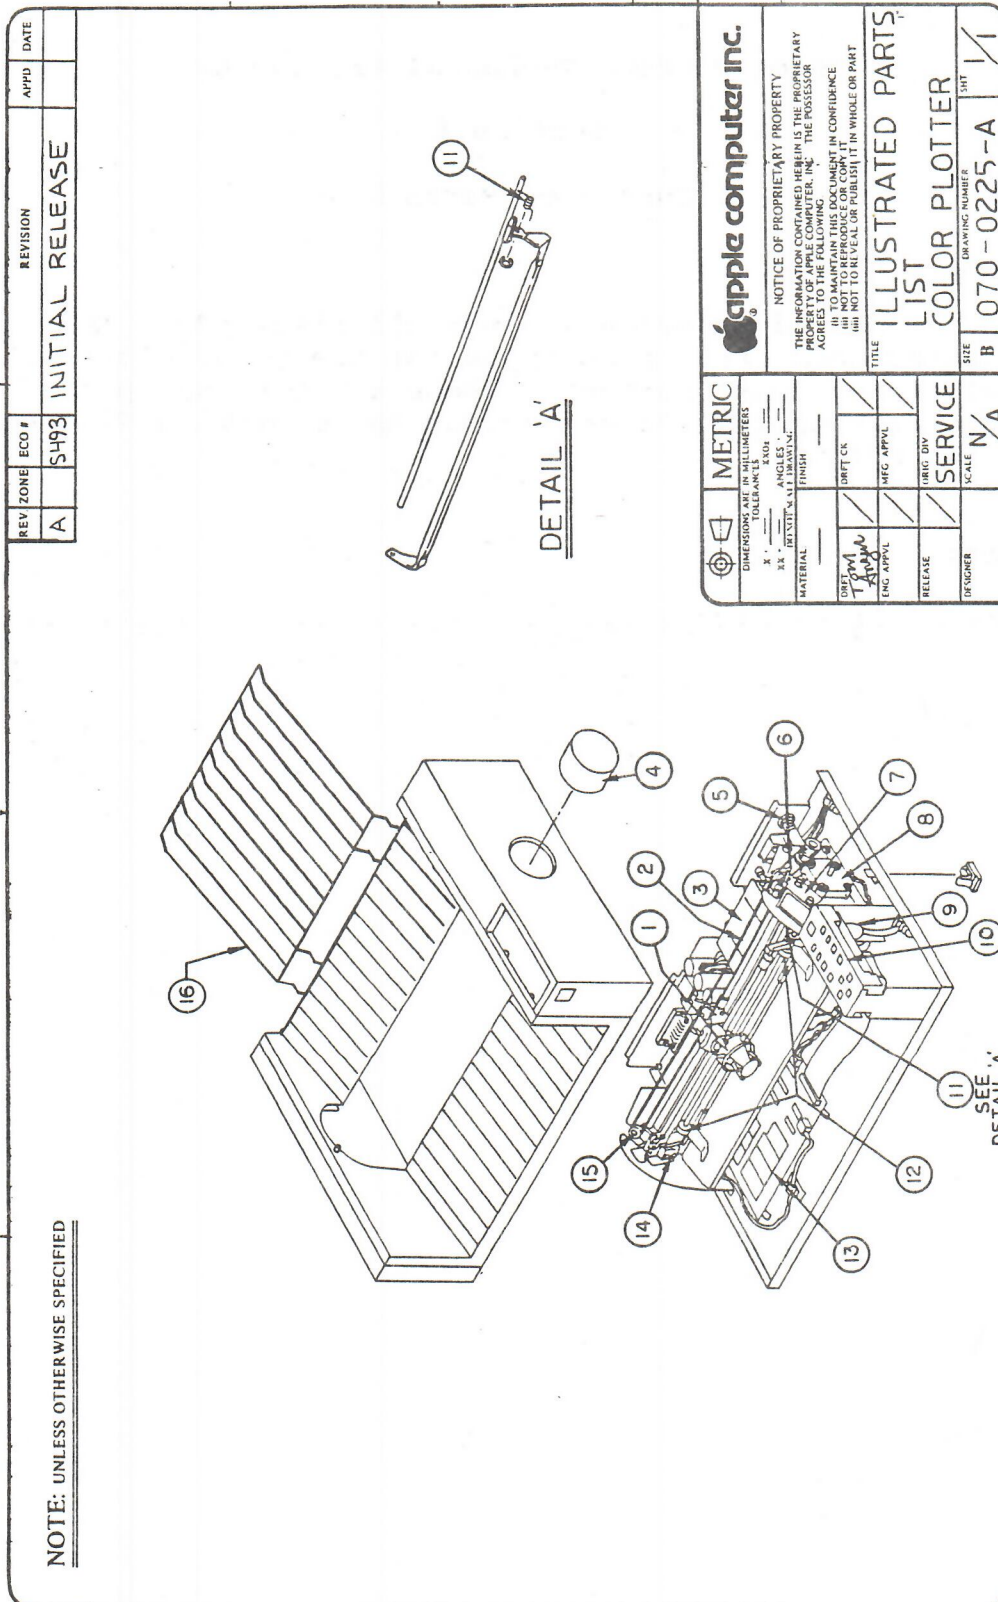 NOTE: UNLESS OTHERWISE SPECIFIED
REV ZONE ECO # REVISION APPD DATE
A S493 INITIAL RELEASE
16
4
1
2
3
5
6
7
8
9
10
11
SEE
DETAIL 'A'
12
13
14
15
11
DETAIL 'A'
METRIC
DIMENSIONS ARE IN MILLIMETERS
TOLERANCES
X ·
XX ·
ANGLES ·
DO NOT SCALE DRAWING
MATERIAL
FINISH
DRFT
DRFT CK
ENG APPVL
MFG APPVL
RELEASE
ORIG DIV
SERVICE
DESIGNER
SCALE
N/A
apple computer inc.
NOTICE OF PROPRIETARY PROPERTY
THE INFORMATION CONTAINED HEREIN IS THE PROPRIETARY
PROPERTY OF APPLE COMPUTER, INC. THE POSSESSOR
AGREES TO THE FOLLOWING
(i) TO MAINTAIN THIS DOCUMENT IN CONFIDENCE
(ii) NOT TO REPRODUCE OR COPY IT
(iii) NOT TO REVEAL OR PUBLISH IT IN WHOLE OR PART
TITLE
ILLUSTRATED PARTS
LIST
COLOR PLOTTER
SIZE
B
DRAWING NUMBER
070-0225-A
SHT
1/1